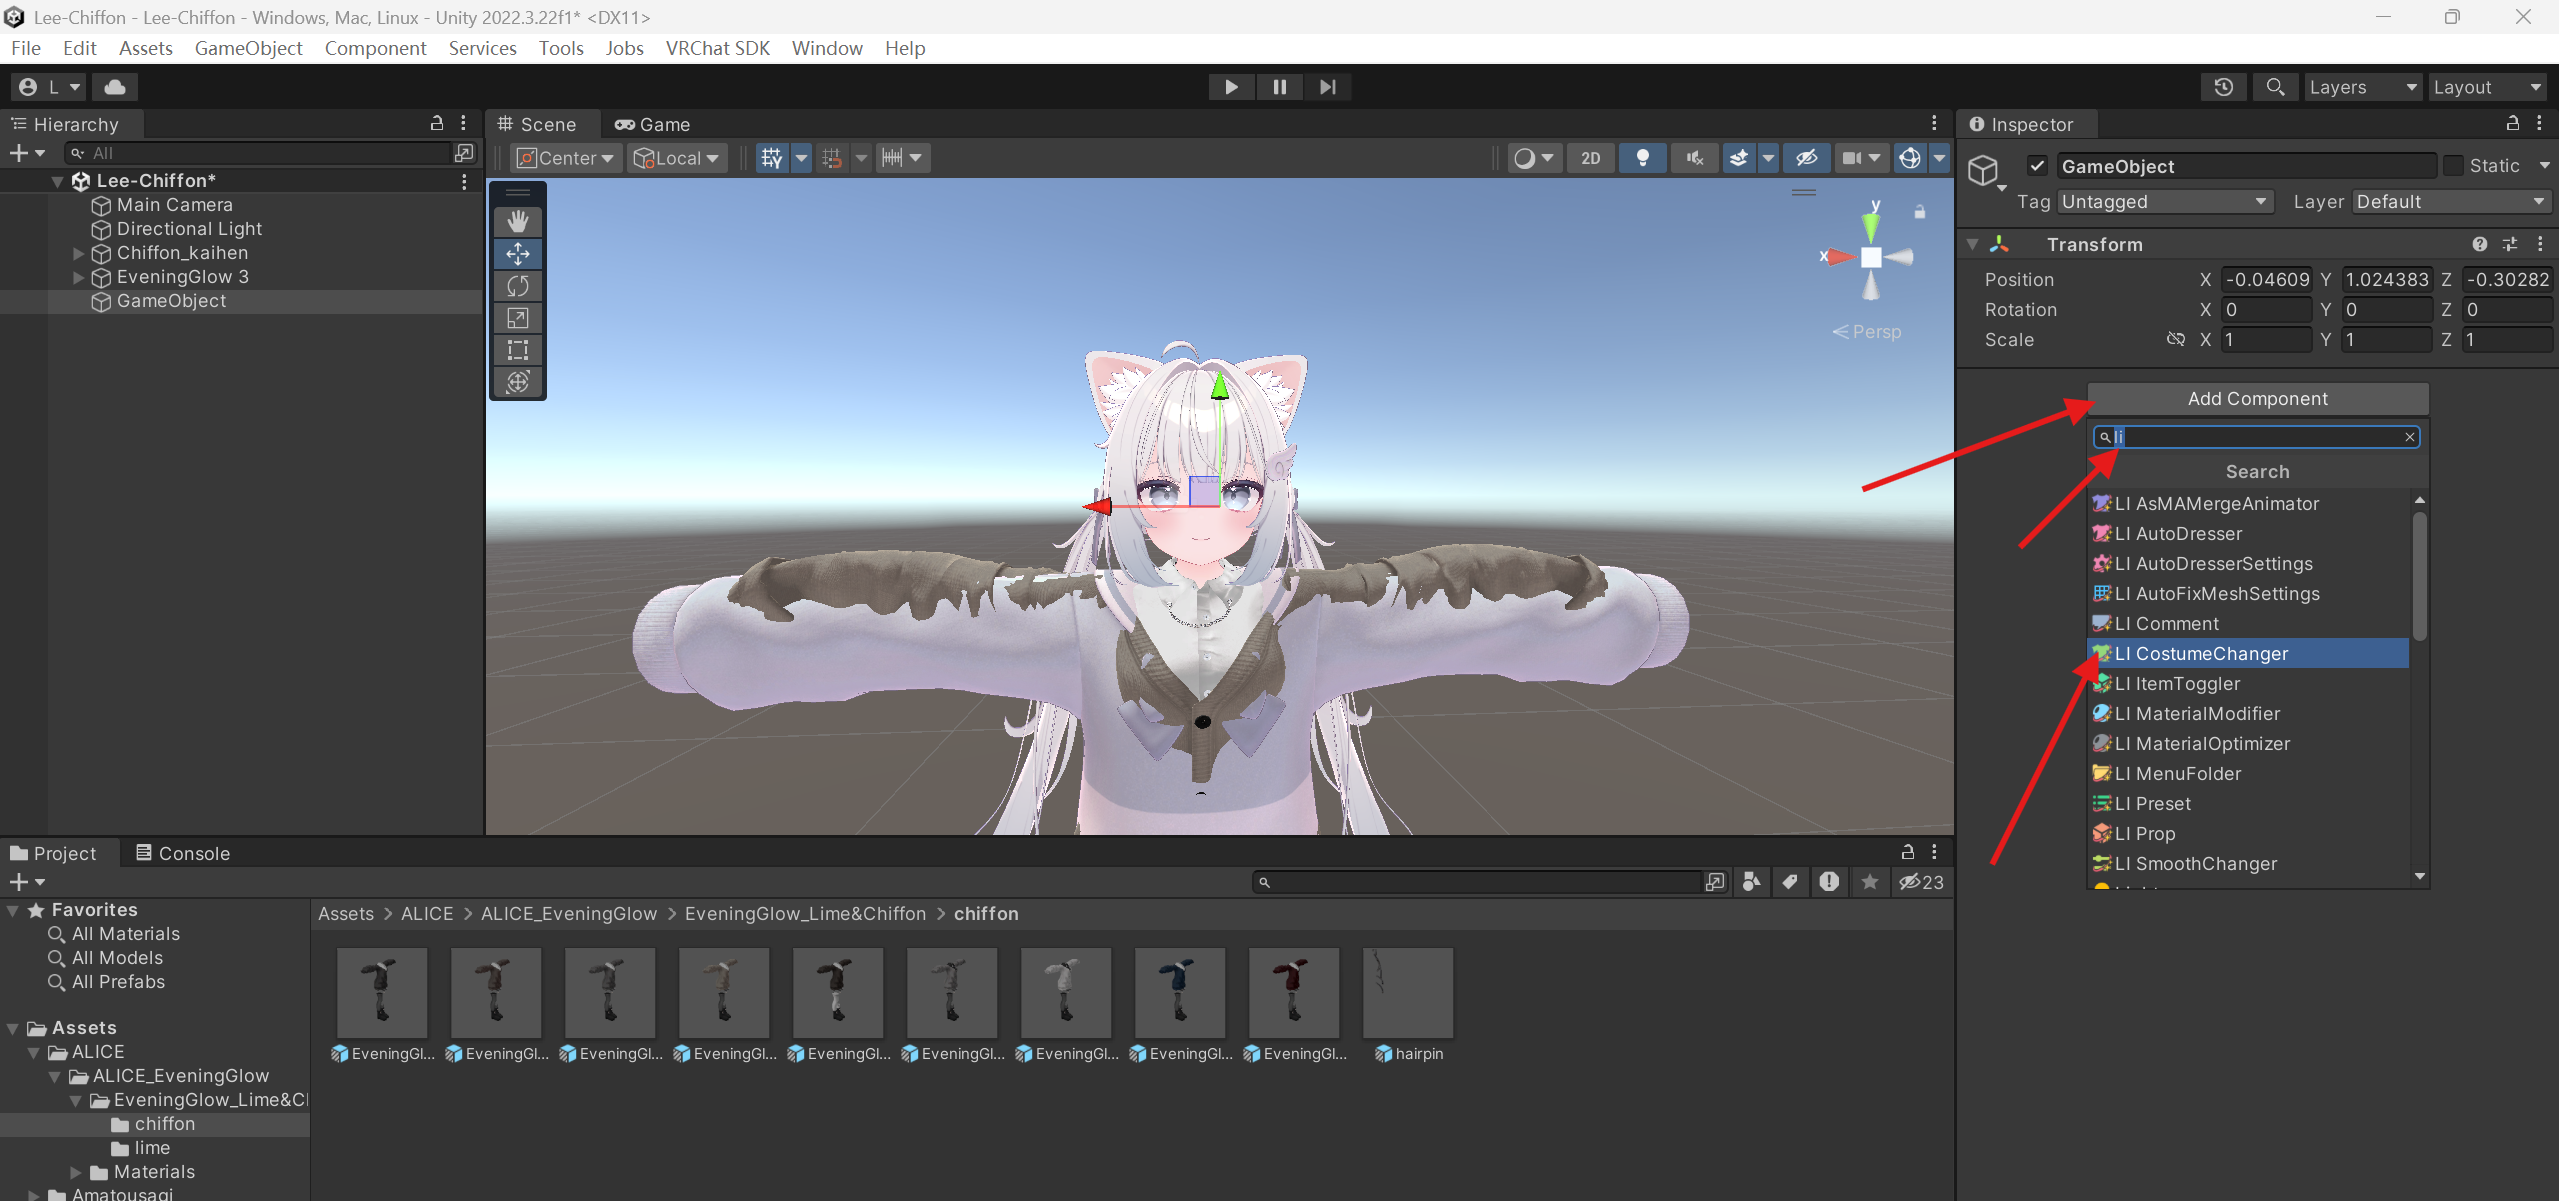 Lee-Chiffon - Lee-Chiffon - Windows, Mac, Linux - Unity 2022.3.22f1* <DX11>
File Edit Assets GameObject Component Services Tools Jobs VRChat SDK Window Help
L Layers Layout
Hierarchy
All
Lee-Chiffon*
Main Camera
Directional Light
Chiffon_kaihen
EveningGlow 3
GameObject
Scene Game
Center Local 2D
y
x
Persp
Inspector
GameObject Static
Tag Untagged Layer Default
Transform
Position X -0.04609 Y 1.024383 Z -0.30282
Rotation X 0 Y 0 Z 0
Scale X 1 Y 1 Z 1
Add Component
li
Search
LI AsMAMergeAnimator
LI AutoDresser
LI AutoDresserSettings
LI AutoFixMeshSettings
LI Comment
LI CostumeChanger
LI ItemToggler
LI MaterialModifier
LI MaterialOptimizer
LI MenuFolder
LI Preset
LI Prop
LI SmoothChanger
Project Console
23
Favorites
All Materials
All Models
All Prefabs
Assets
ALICE
ALICE_EveningGlow
EveningGlow_Lime&C
chiffon
lime
Materials
Amatousagi
Assets > ALICE > ALICE_EveningGlow > EveningGlow_Lime&Chiffon > chiffon
EveningGl... EveningGl... EveningGl... EveningGl... EveningGl... EveningGl... EveningGl... EveningGl... EveningGl... hairpin